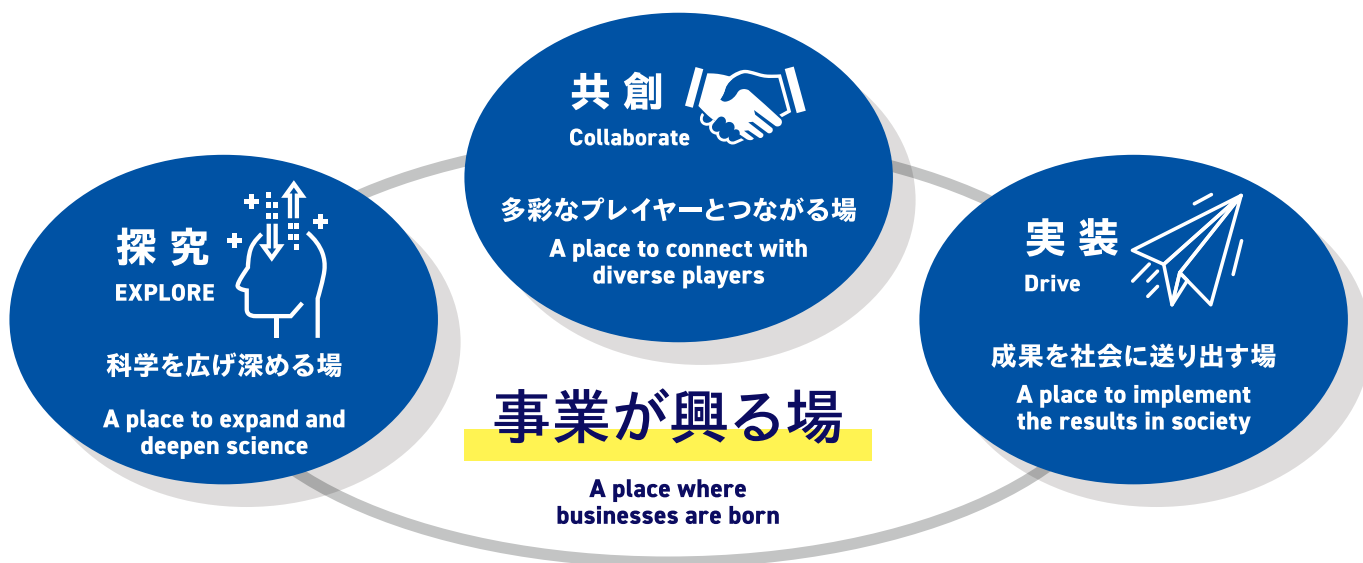 探究
EXPLORE
科学を広げ深める場
A place to expand and
deepen science
共創
Collaborate
多彩なプレイヤーとつながる場
A place to connect with
diverse players
実装
Drive
成果を社会に送り出す場
A place to implement
the results in society
事業が興る場
A place where
businesses are born